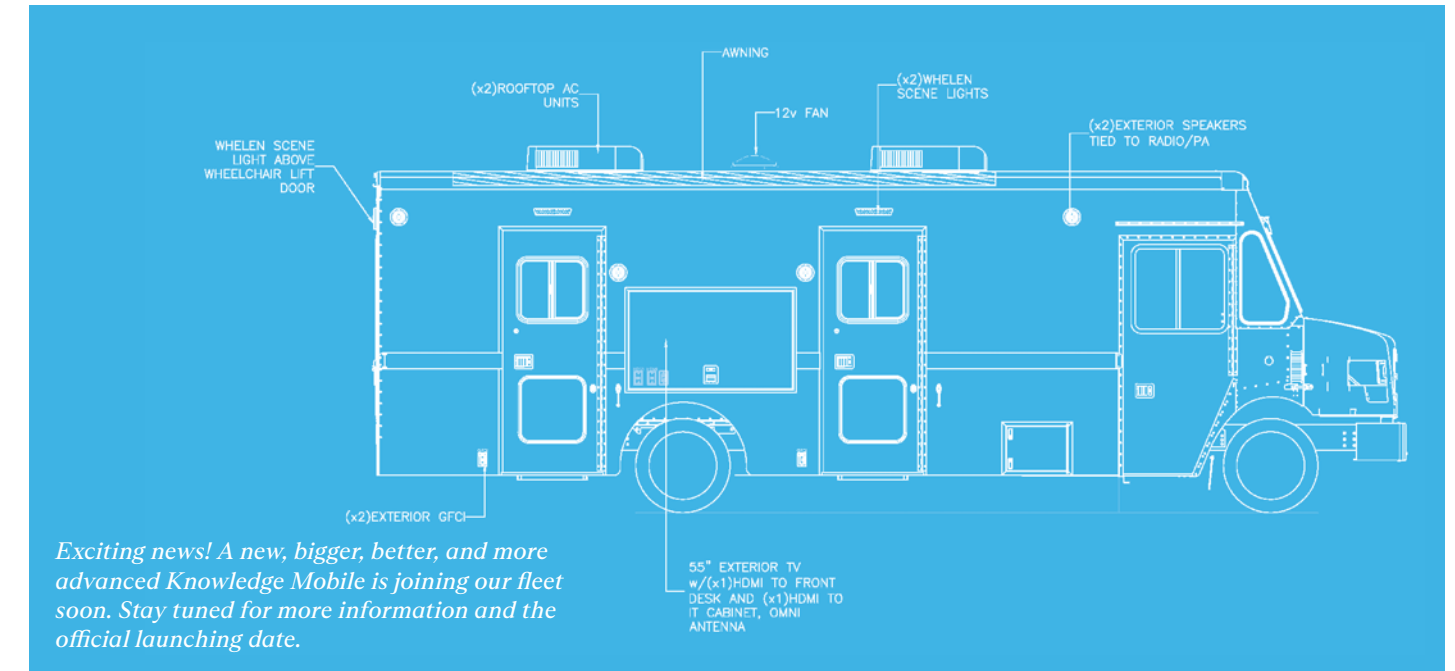 AWNING
(x2)ROOFTOP AC
UNITS
(x2)WHELEN
SCENE LIGHTS
12v FAN
(x2)EXTERIOR SPEAKERS
TIED TO RADIO/PA
WHELEN SCENE
LIGHT ABOVE
WHEELCHAIR LIFT
DOOR
(x2)EXTERIOR GFCI
Exciting news! A new, bigger, better, and more
advanced Knowledge Mobile is joining our fleet
soon. Stay tuned for more information and the
official launching date.
55" EXTERIOR TV
w/(x1)HDMI TO FRONT
DESK AND (x1)HDMI TO
IT CABINET, OMNI
ANTENNA